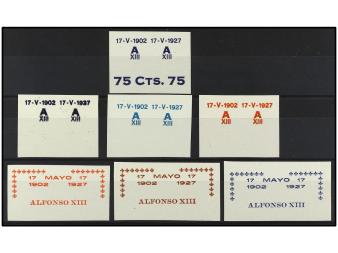 17-V-1902 17-V-1927
A A
XIII XIII
75 CTS. 75
17-V-1902 17-V-1937
A A
XIII XIII
17-V-1902 17-V-1927
A A
XIII XIII
17-V-1902 17-V-1927
A A
XIII XIII
17 MAYO 17
1902 1927
ALFONSO XIII
17 MAYO 17
1902 1927
ALFONSO XIII
17 MAYO 17
1902 1927
ALFONSO XIII